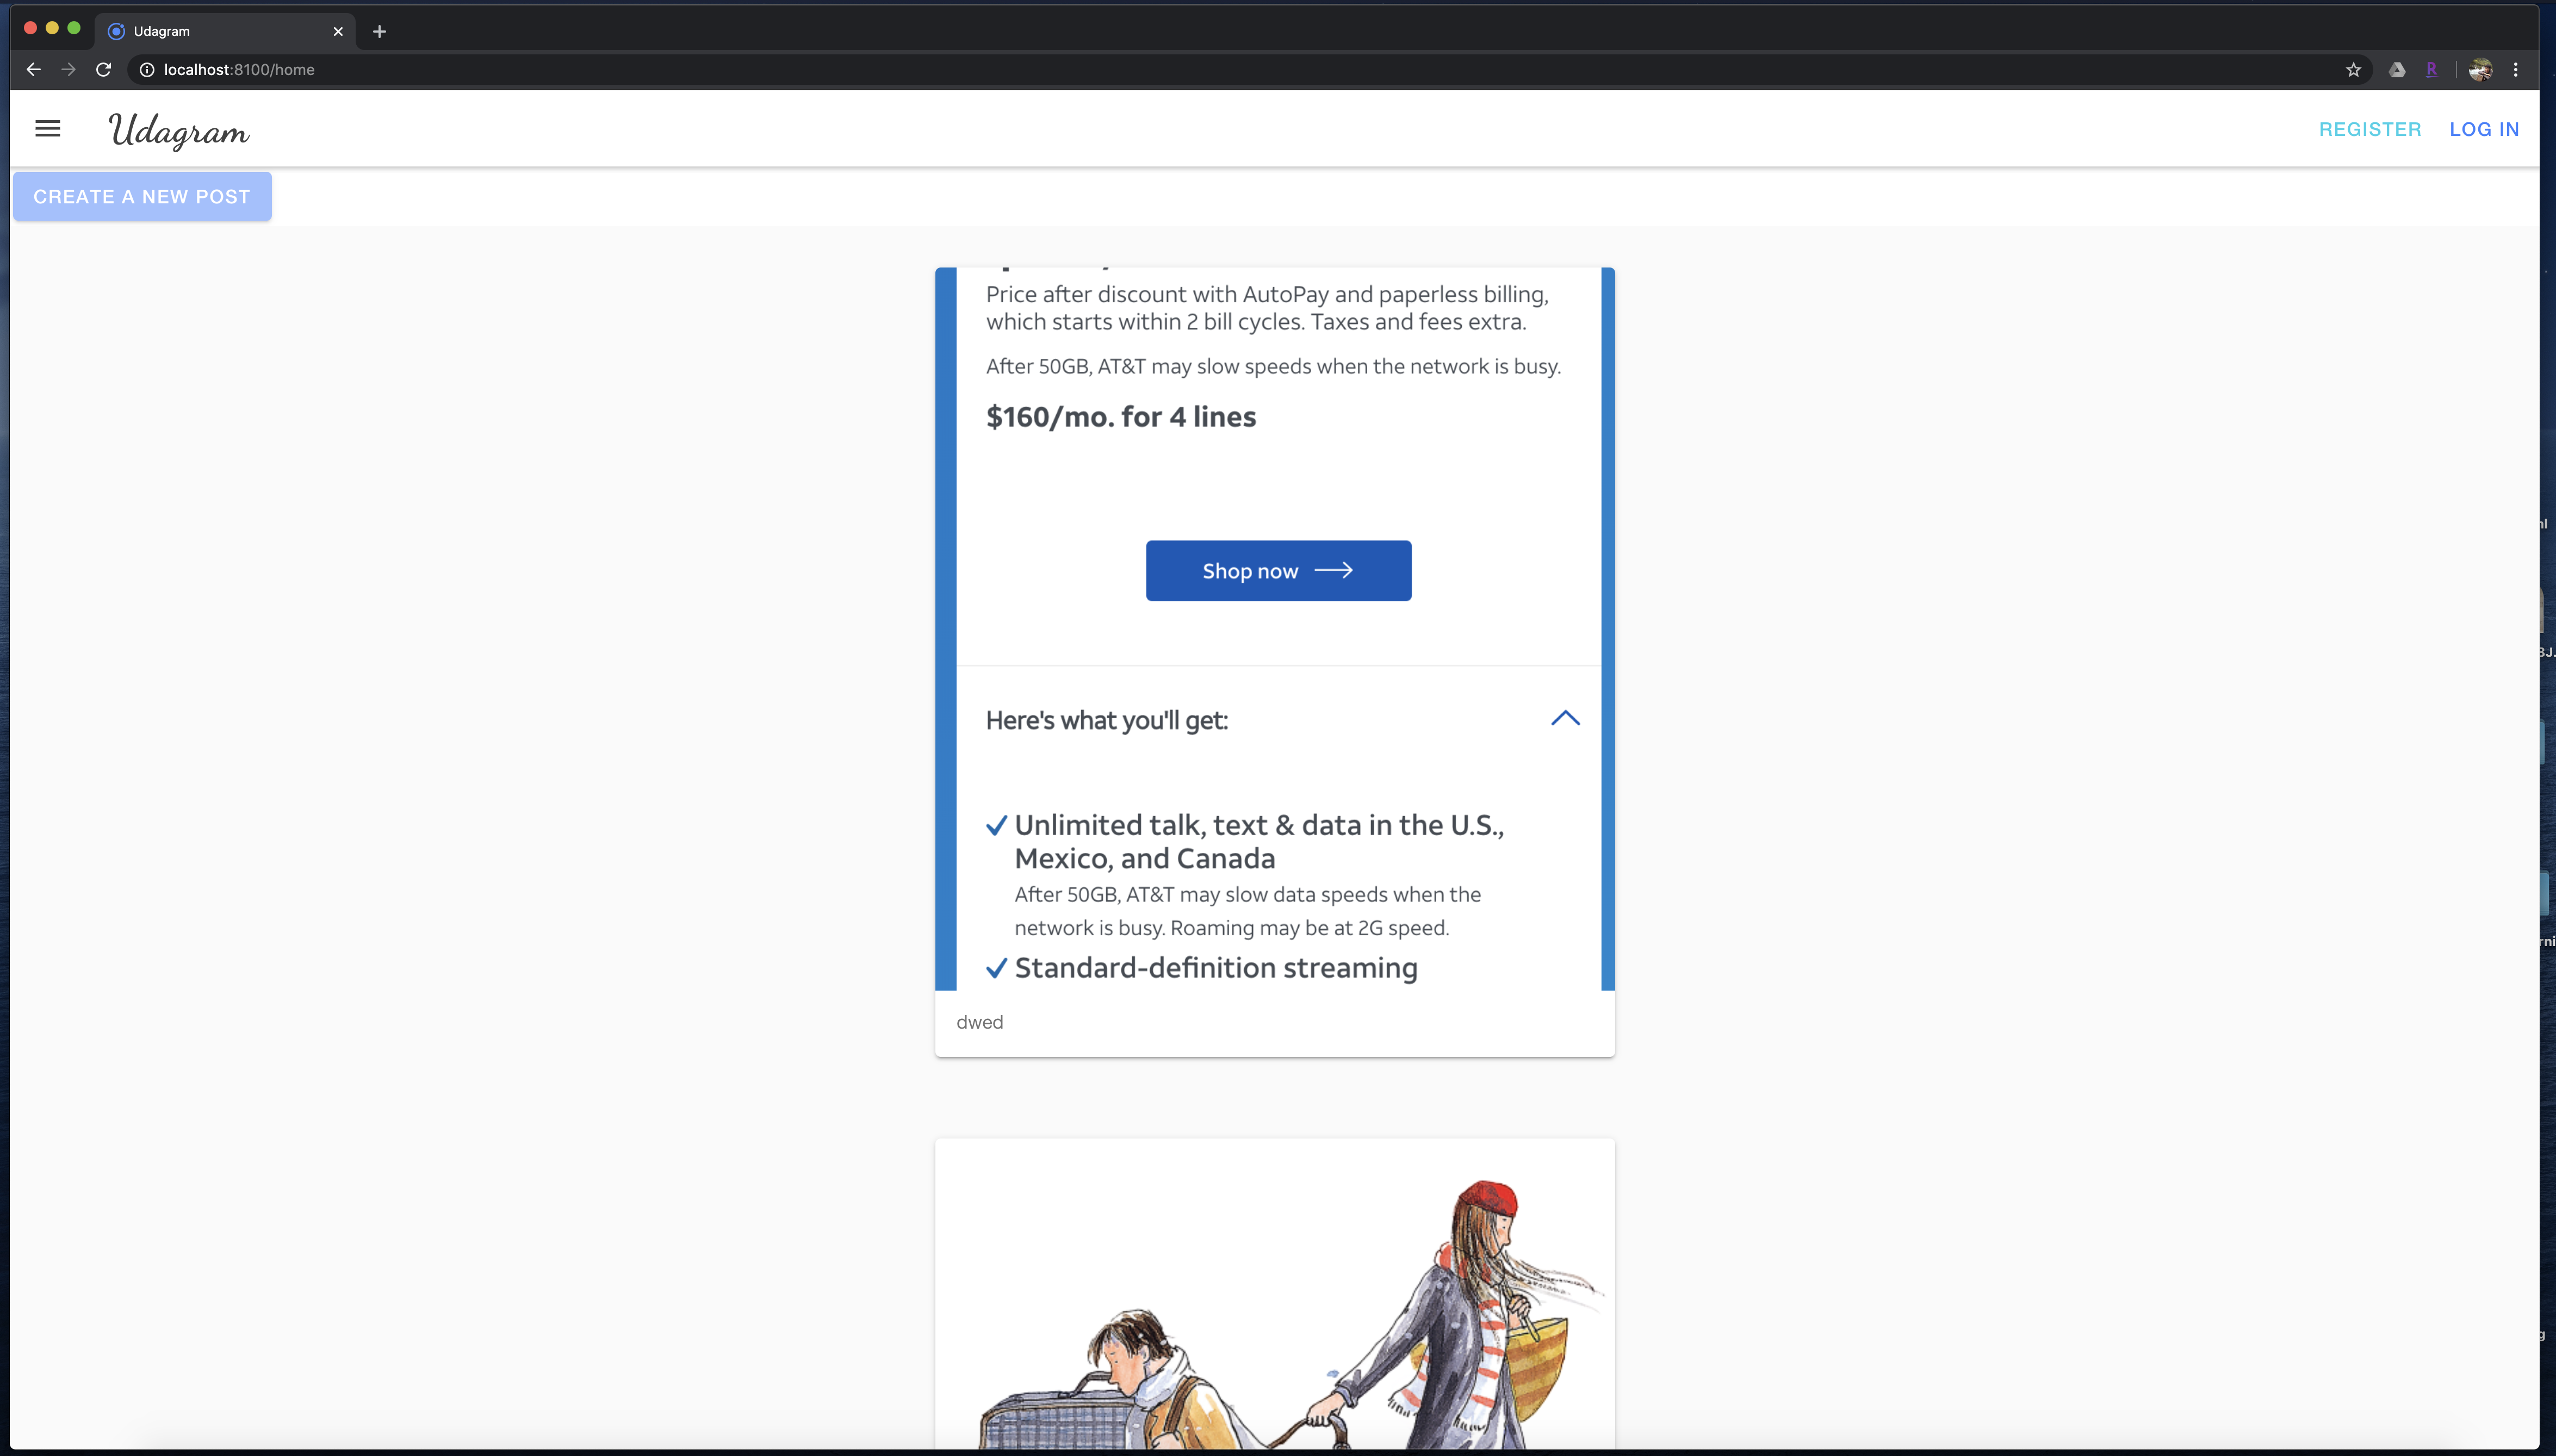 Udagram
localhost:8100/home
R
Udagram
REGISTER LOG IN
CREATE A NEW POST
Price after discount with AutoPay and paperless billing,
which starts within 2 bill cycles. Taxes and fees extra.
After 50GB, AT&T may slow speeds when the network is busy.
$160/mo. for 4 lines
Shop now
Here's what you'll get:
Unlimited talk, text & data in the U.S.,
Mexico, and Canada
After 50GB, AT&T may slow data speeds when the
network is busy. Roaming may be at 2G speed.
Standard-definition streaming
dwed